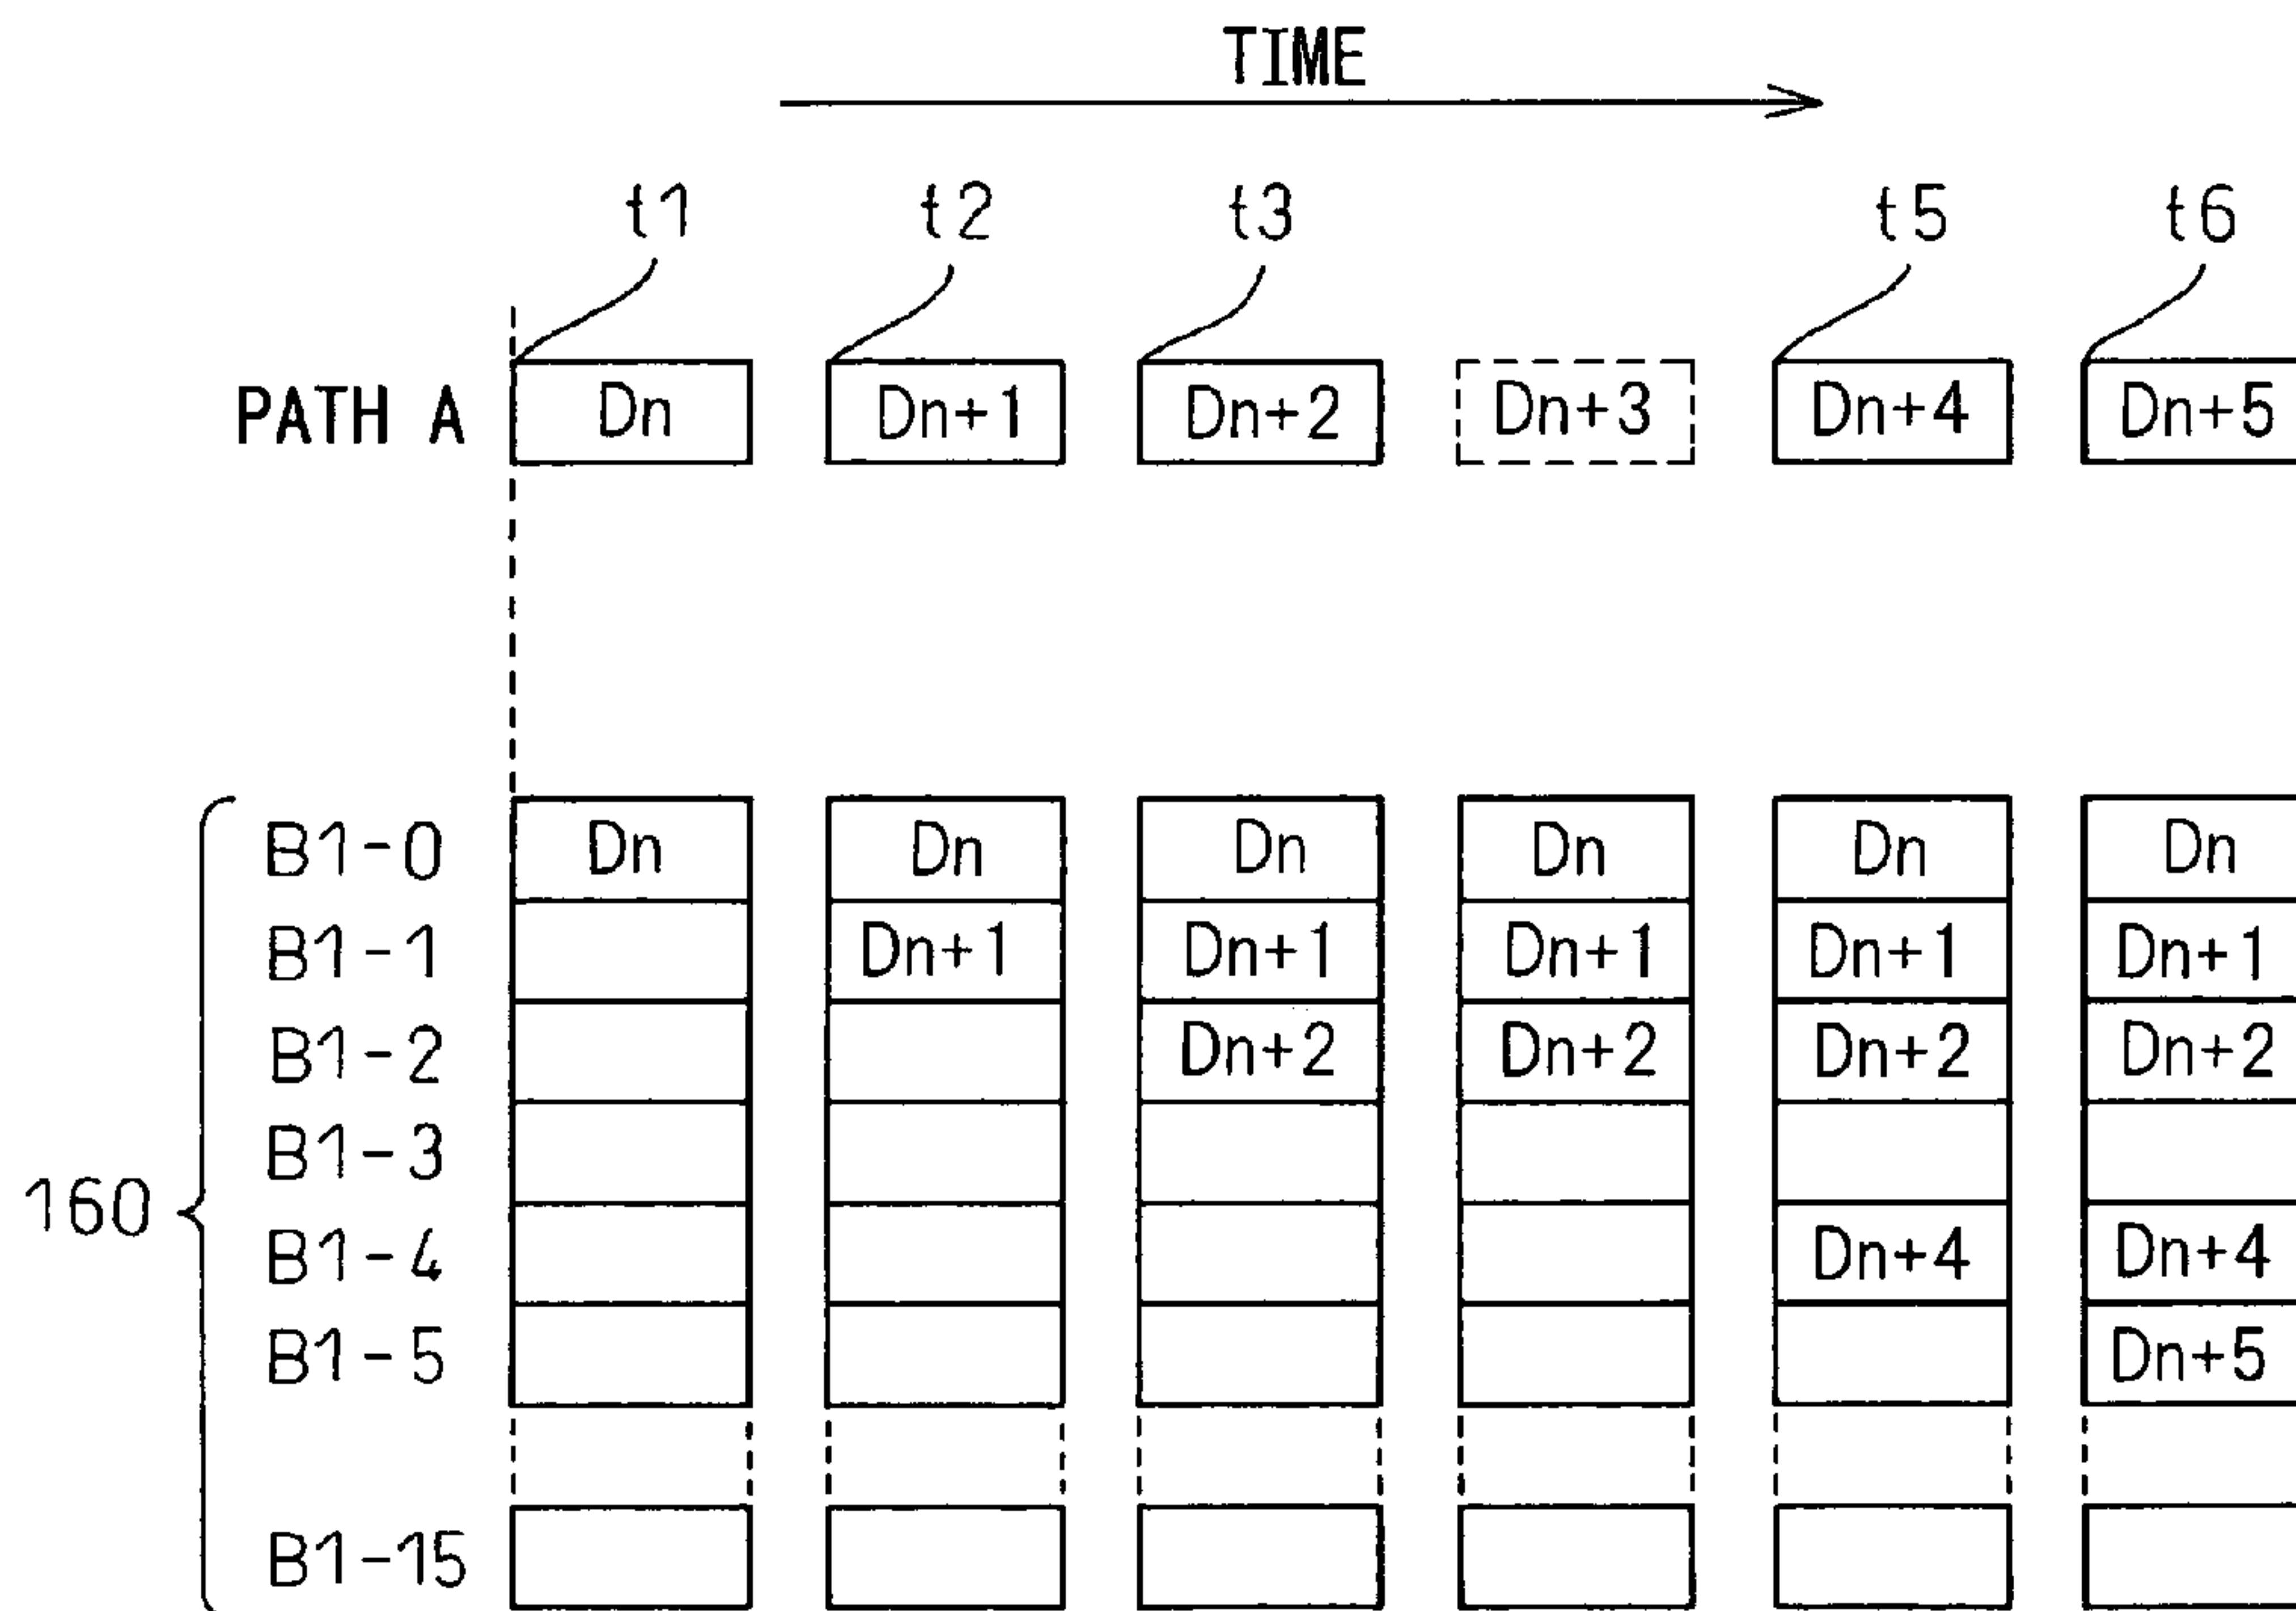 TIME
t1 t2 t3 t5 t6
PATH A Dn Dn+1 Dn+2 Dn+3 Dn+4 Dn+5
B1-0 Dn Dn Dn Dn Dn Dn
B1-1 Dn+1 Dn+1 Dn+1 Dn+1 Dn+1
B1-2 Dn+2 Dn+2 Dn+2 Dn+2
B1-3
160
B1-4 Dn+4 Dn+4
B1-5 Dn+5
B1-15